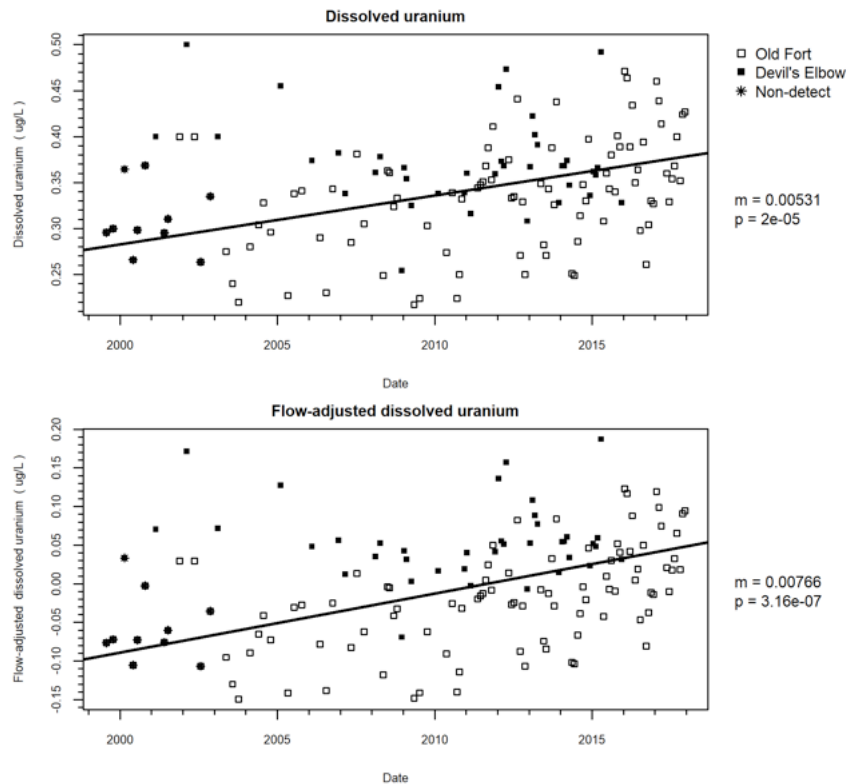 Dissolved uranium
Dissolved uranium ( ug/L )
0.50
0.45
0.40
0.35
0.30
0.25
2000
2005
2010
2015
Date
Old Fort
Devil's Elbow
Non-detect
m = 0.00531
p = 2e-05
Flow-adjusted dissolved uranium
Flow-adjusted dissolved uranium ( ug/L )
0.20
0.15
0.10
0.05
0.00
-0.05
-0.10
-0.15
2000
2005
2010
2015
Date
m = 0.00766
p = 3.16e-07